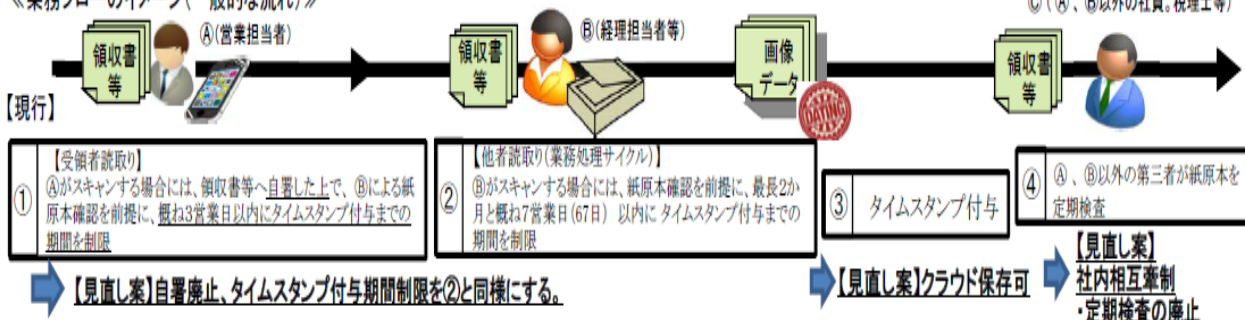 ≪業務フローのイメージ(一般的な流れ)≫
Ⓐ(営業担当者)
Ⓑ(経理担当者等)
Ⓒ(Ⓐ、Ⓑ以外の社員。税理士等)
領収書
等
領収書
等
画像
データ
DATING
領収書
等
【現行】
①
【受領者読取り】
Ⓐがスキャンする場合には、領収書等へ自署した上で、Ⓑによる紙
原本確認を前提に、概ね3営業日以内にタイムスタンプ付与までの
期間を制限
②
【他者読取り(業務処理サイクル)】
Ⓑがスキャンする場合には、紙原本確認を前提に、最長2か
月と概ね7営業日(67日) 以内に タイムスタンプ付与までの
期間を制限
③
タイムスタンプ付与
④
Ⓐ、Ⓑ以外の第三者が紙原本を
定期検査
【見直し案】自署廃止、タイムスタンプ付与期間制限を②と同様にする。
【見直し案】クラウド保存可
【見直し案】
社内相互牽制
・定期検査の廃止